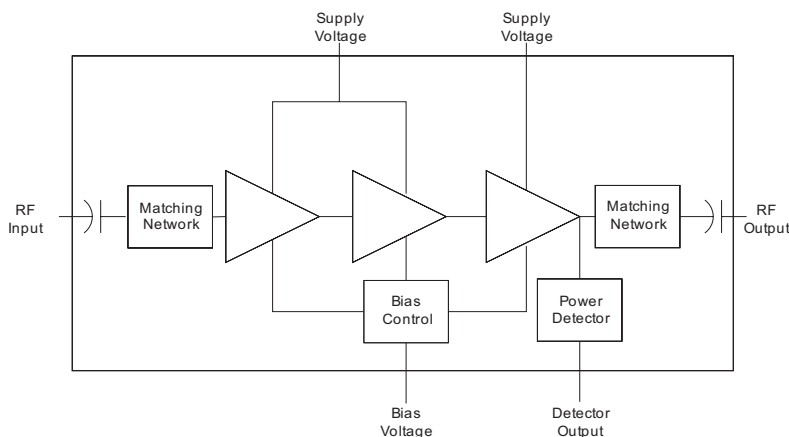 Supply
Voltage
Supply
Voltage
RF
Input
Matching
Network
Matching
Network
RF
Output
Bias
Control
Power
Detector
Bias
Voltage
Detector
Output